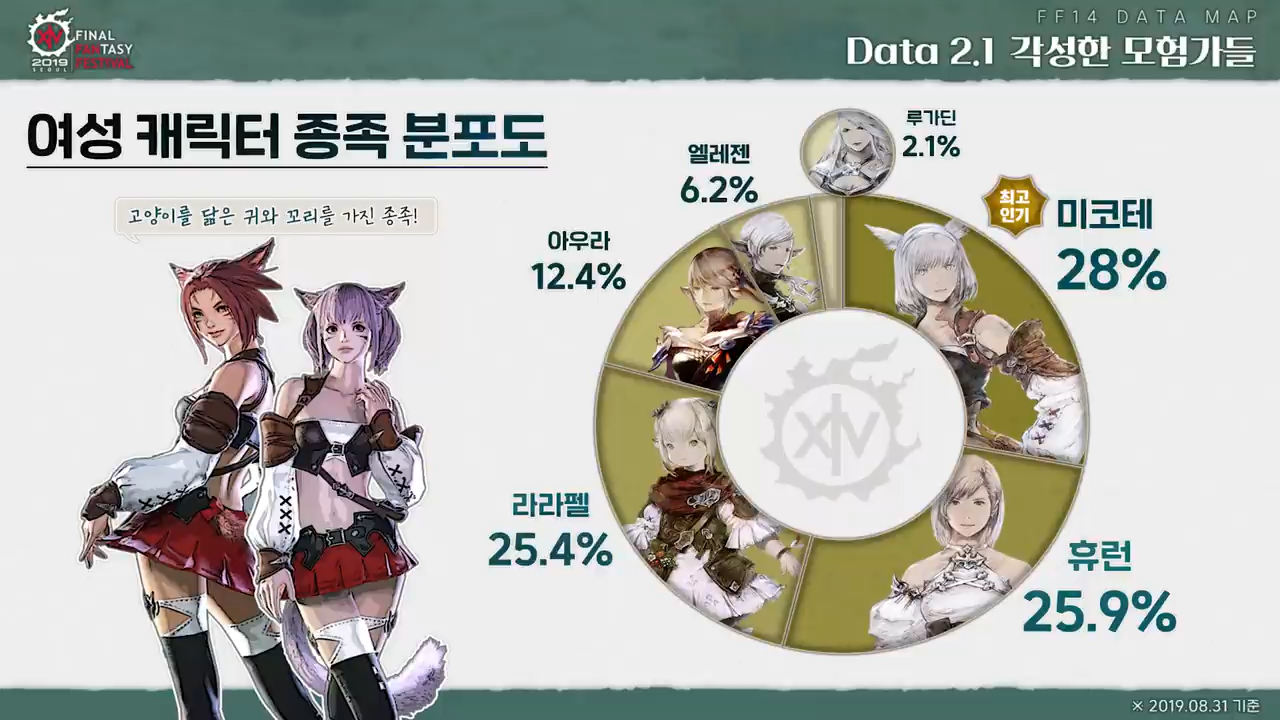 XIV FINAL
FANTASY
2019 FESTIVAL
SEOUL
FF14 DATA MAP
Data 2.1 각성한 모험가들
여성 캐릭터 종족 분포도
고양이를 닮은 귀와 꼬리를 가진 종족!
루가딘
2.1%
엘레젠
6.2%
최고
인기
미코테
28%
아우라
12.4%
XIV
라라펠
25.4%
휴런
25.9%
× 2019.08.31 기준